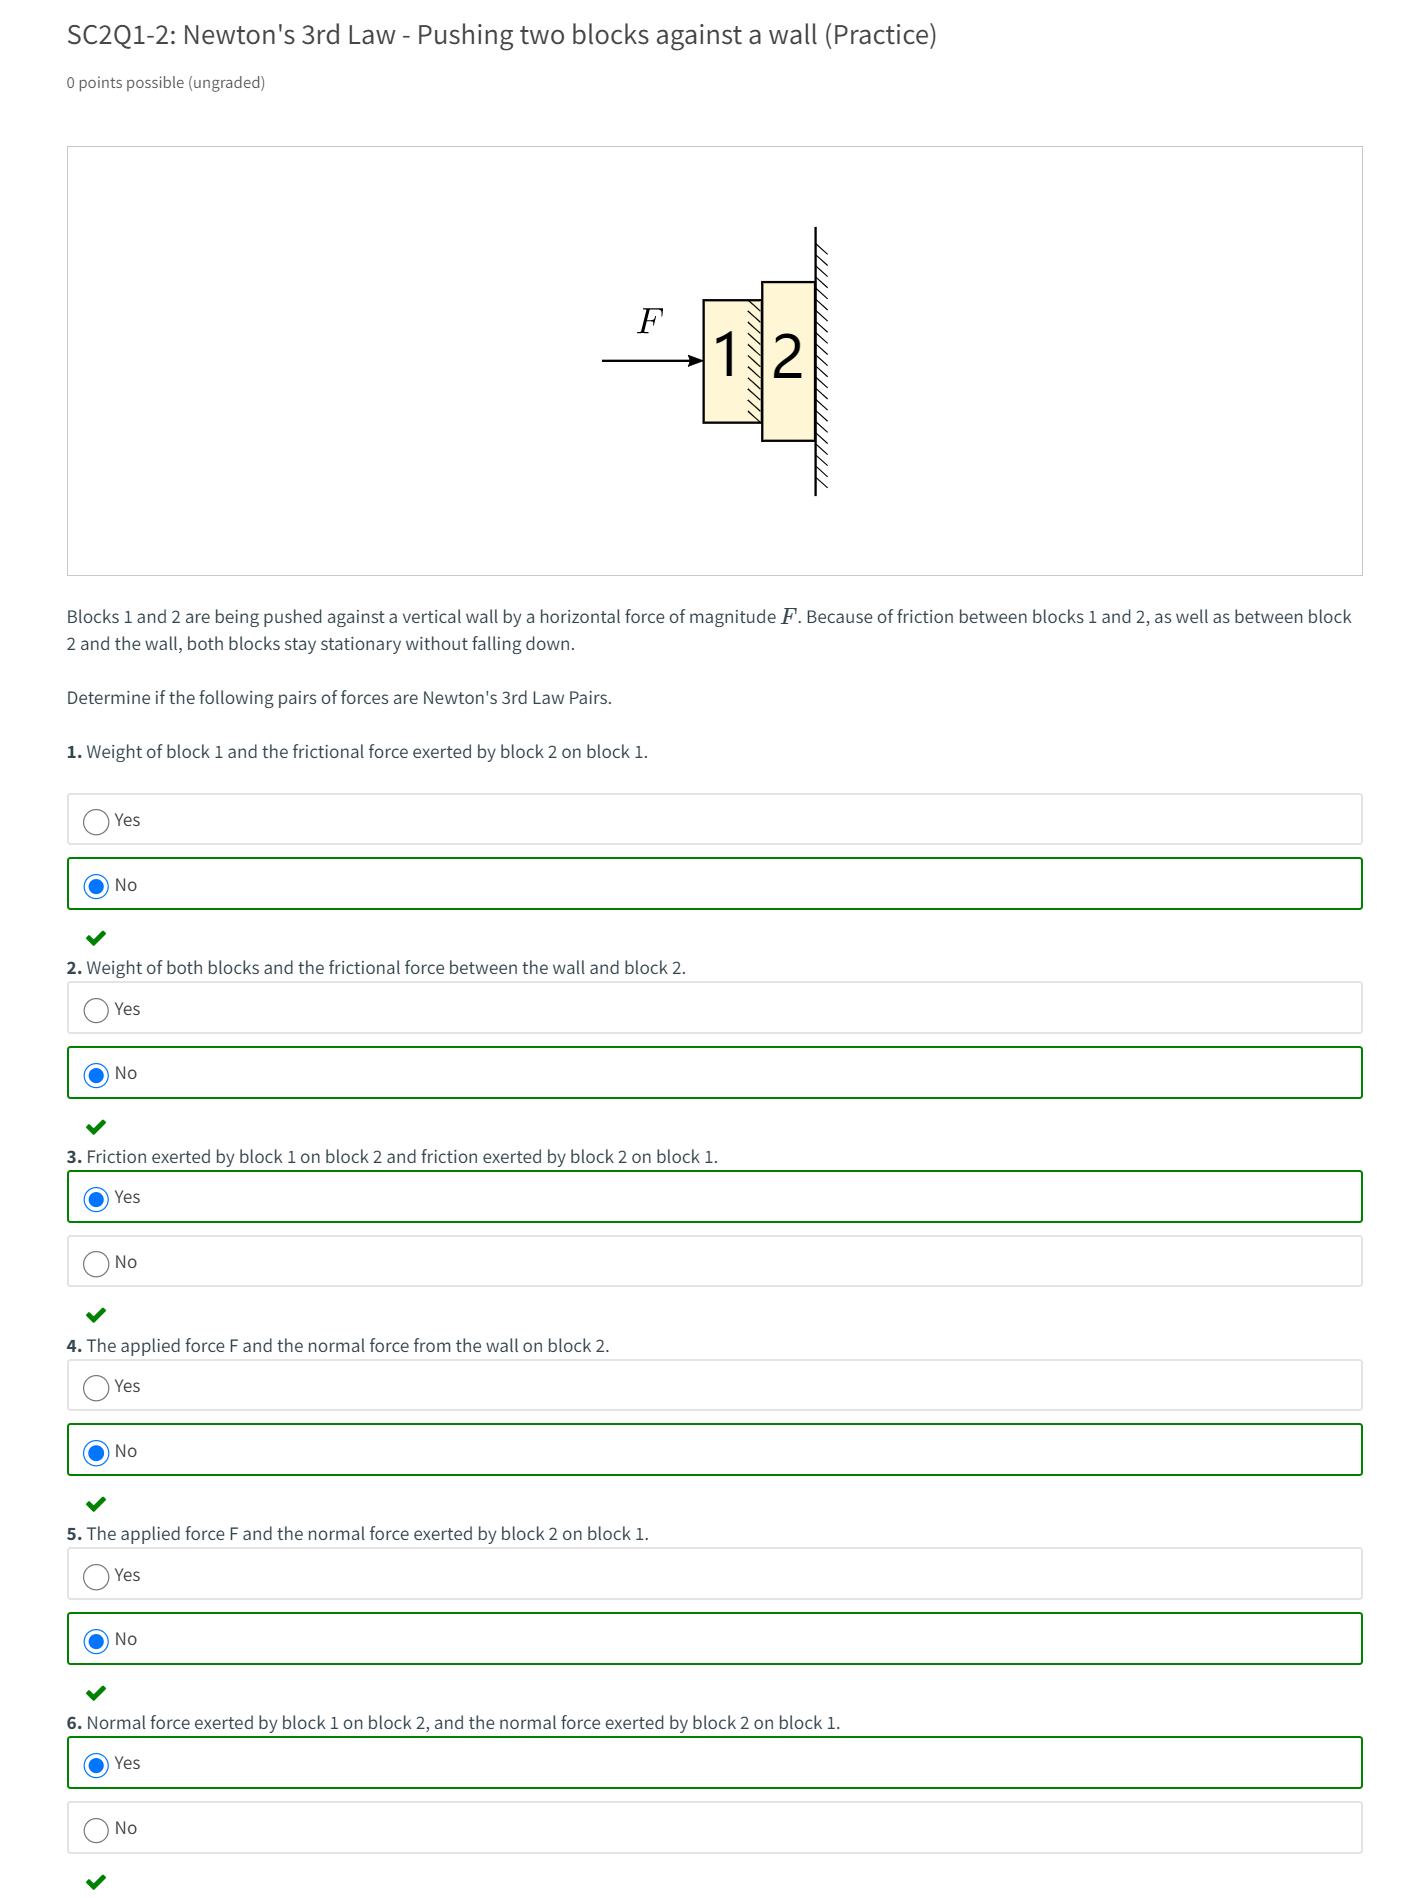 SC2Q1-2: Newton's 3rd Law - Pushing two blocks against a wall (Practice)
0 points possible (ungraded)
F
1 2
Blocks 1 and 2 are being pushed against a vertical wall by a horizontal force of magnitude F. Because of friction between blocks 1 and 2, as well as between block
2 and the wall, both blocks stay stationary without falling down.
Determine if the following pairs of forces are Newton's 3rd Law Pairs.
1. Weight of block 1 and the frictional force exerted by block 2 on block 1.
Yes
No
2. Weight of both blocks and the frictional force between the wall and block 2.
Yes
No
3. Friction exerted by block 1 on block 2 and friction exerted by block 2 on block 1.
Yes
No
4. The applied force F and the normal force from the wall on block 2.
Yes
No
5. The applied force F and the normal force exerted by block 2 on block 1.
Yes
No
6. Normal force exerted by block 1 on block 2, and the normal force exerted by block 2 on block 1.
Yes
No